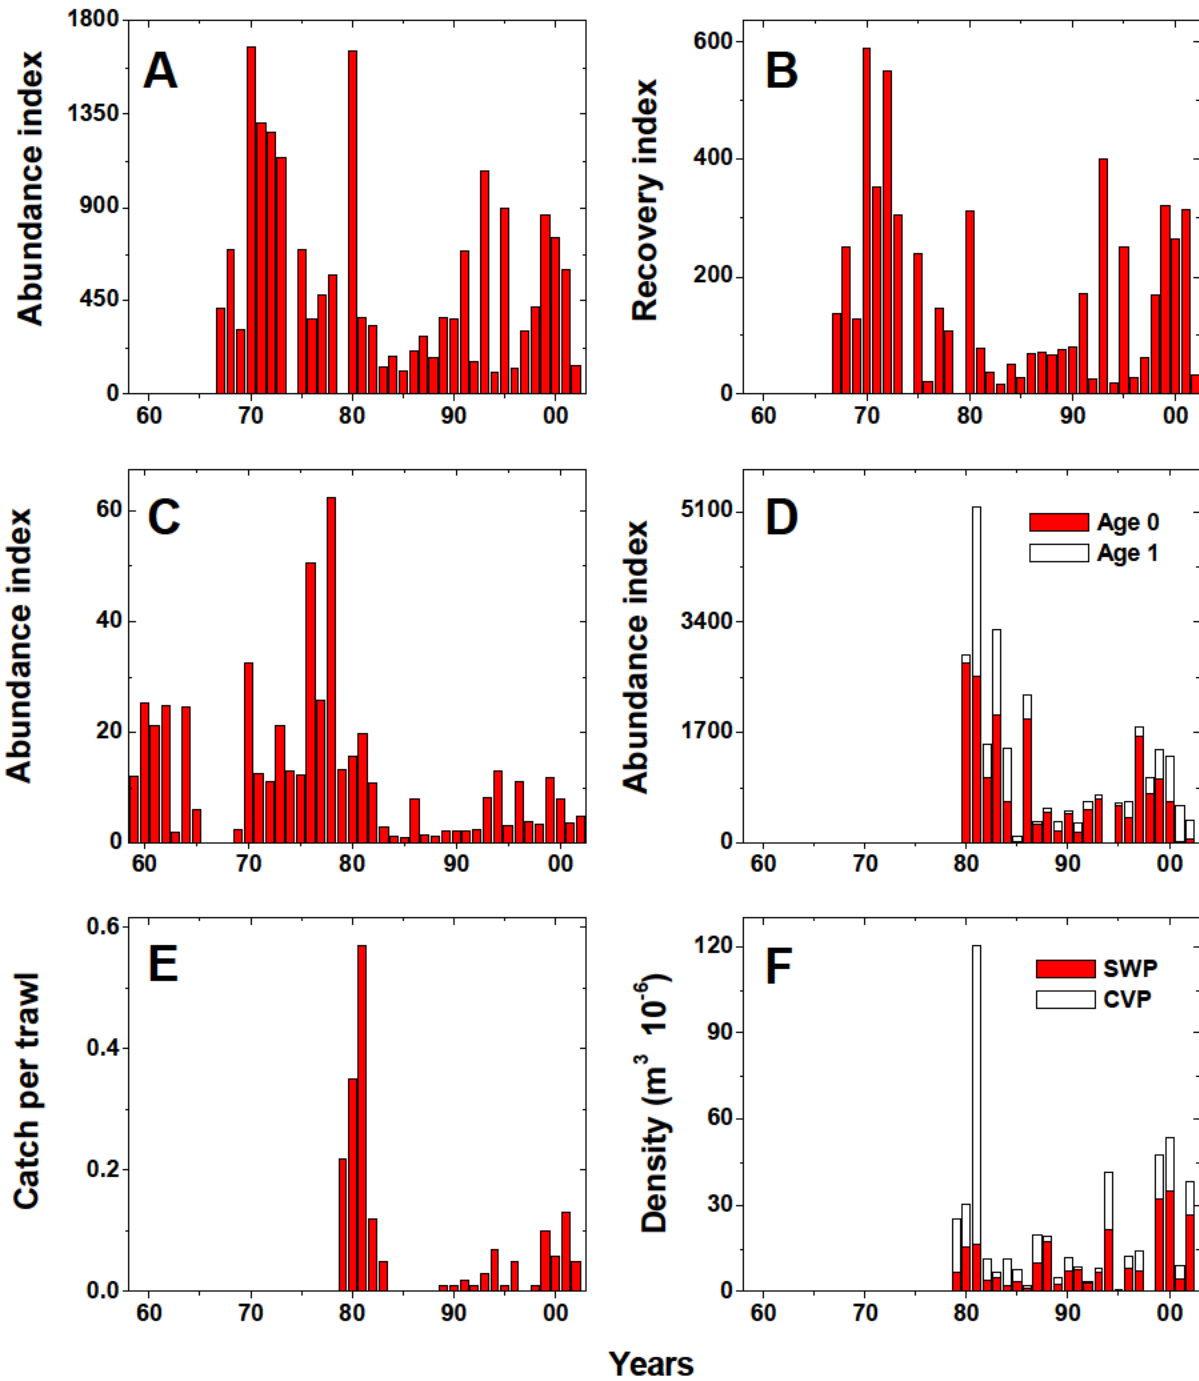 A
Abundance index
1800
1350
900
450
0
60 70 80 90 00
B
Recovery index
600
400
200
0
60 70 80 90 00
C
Abundance index
60
40
20
0
60 70 80 90 00
D
Abundance index
5100
3400
1700
0
Age 0
Age 1
60 70 80 90 00
E
Catch per trawl
0.6
0.4
0.2
0.0
60 70 80 90 00
F
Density (m³ 10⁻⁶)
120
90
60
30
0
SWP
CVP
60 70 80 90 00
Years